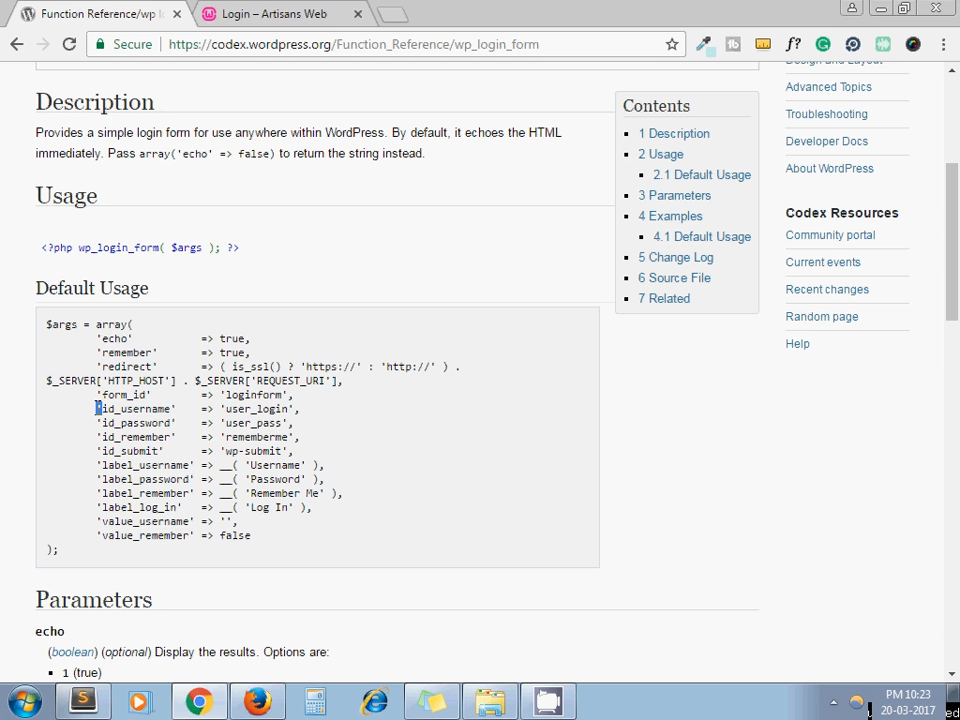 Function Reference/wp lo
Login – Artisans Web
Secure
https://codex.wordpress.org/Function_Reference/wp_login_form
Design and Layout
Advanced Topics
Troubleshooting
Developer Docs
About WordPress
Codex Resources
Community portal
Current events
Recent changes
Random page
Help
Description
Provides a simple login form for use anywhere within WordPress. By default, it echoes the HTML
immediately. Pass array('echo' => false) to return the string instead.
Usage
<?php wp_login_form( $args ); ?>
Contents
1 Description
2 Usage
2.1 Default Usage
3 Parameters
4 Examples
4.1 Default Usage
5 Change Log
6 Source File
7 Related
Default Usage
$args = array(
'echo' => true,
'remember' => true,
'redirect' => ( is_ssl() ? 'https://' : 'http://' ) .
$_SERVER['HTTP_HOST'] . $_SERVER['REQUEST_URI'],
'form_id' => 'loginform',
'id_username' => 'user_login',
'id_password' => 'user_pass',
'id_remember' => 'rememberme',
'id_submit' => 'wp-submit',
'label_username' => __( 'Username' ),
'label_password' => __( 'Password' ),
'label_remember' => __( 'Remember Me' ),
'label_log_in' => __( 'Log In' ),
'value_username' => '',
'value_remember' => false
);
Parameters
echo
(boolean) (optional) Display the results. Options are:
1 (true)
PM 10:23
20-03-2017